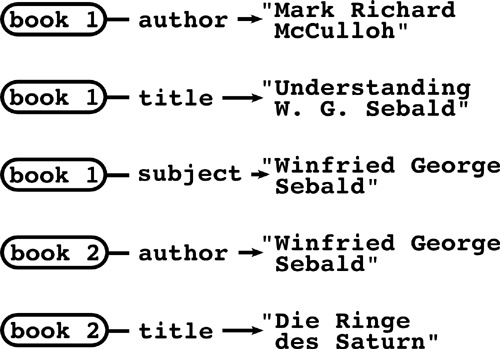 book 1 author "Mark Richard
McCulloh"
book 1 title "Understanding
W. G. Sebald"
book 1 subject "Winfried George
Sebald"
book 2 author "Winfried George
Sebald"
book 2 title "Die Ringe
des Saturn"